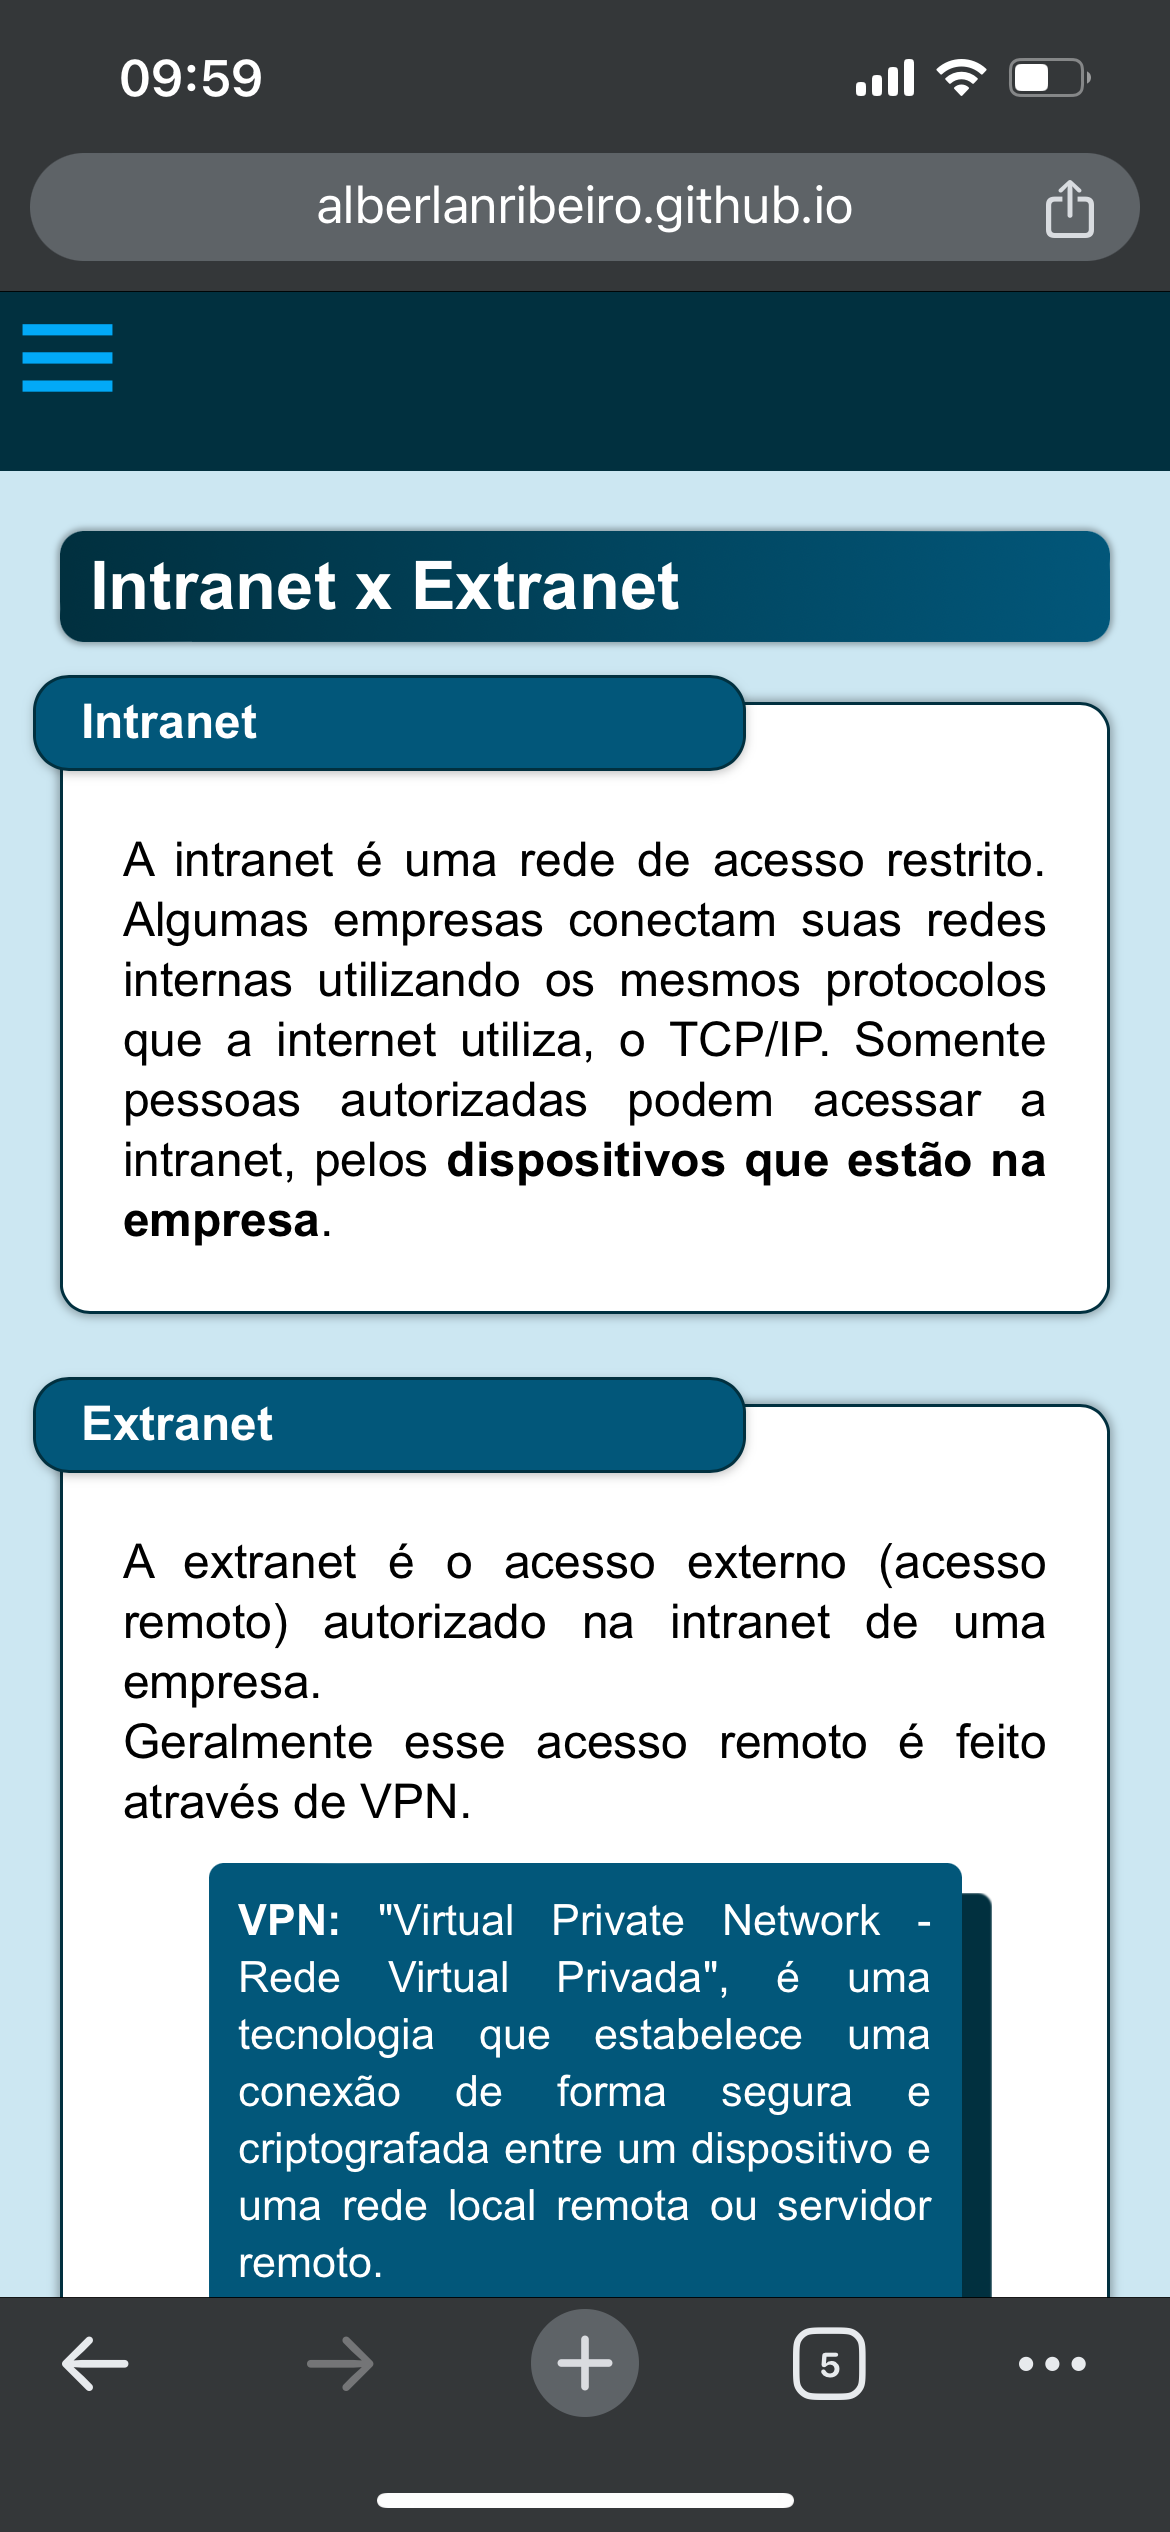 09:59
alberlanribeiro.github.io
Intranet x Extranet
Intranet
A intranet é uma rede de acesso restrito.
Algumas empresas conectam suas redes
internas utilizando os mesmos protocolos
que a internet utiliza, o TCP/IP. Somente
pessoas autorizadas podem acessar a
intranet, pelos dispositivos que estão na
empresa.
Extranet
A extranet é o acesso externo (acesso
remoto) autorizado na intranet de uma
empresa.
Geralmente esse acesso remoto é feito
através de VPN.
VPN: "Virtual Private Network -
Rede Virtual Privada", é uma
tecnologia que estabelece uma
conexão de forma segura e
criptografada entre um dispositivo e
uma rede local remota ou servidor
remoto.
5